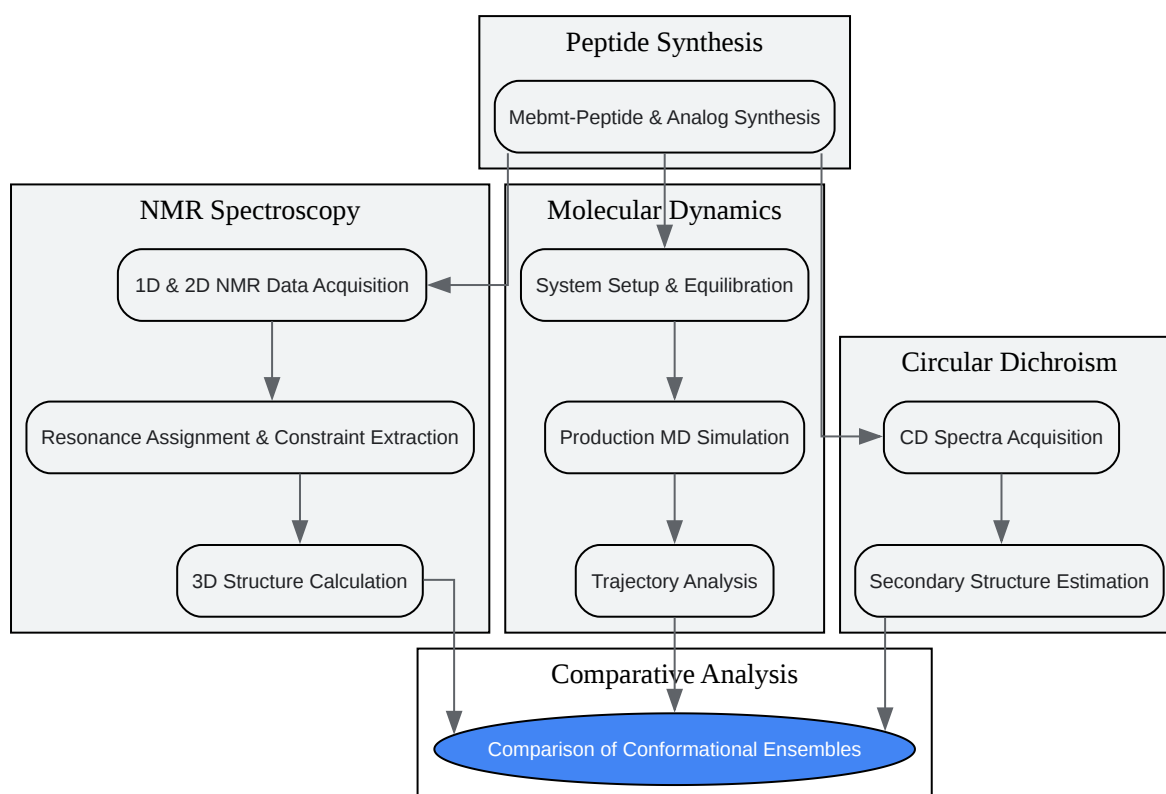 Peptide Synthesis
Mebmt-Peptide & Analog Synthesis
NMR Spectroscopy
1D & 2D NMR Data Acquisition
Resonance Assignment & Constraint Extraction
3D Structure Calculation
Molecular Dynamics
System Setup & Equilibration
Production MD Simulation
Trajectory Analysis
Circular Dichroism
CD Spectra Acquisition
Secondary Structure Estimation
Comparative Analysis
Comparison of Conformational Ensembles